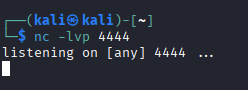 ┌──(kali㉿kali)-[~]
└─$ nc -lvp 4444
listening on [any] 4444 ...